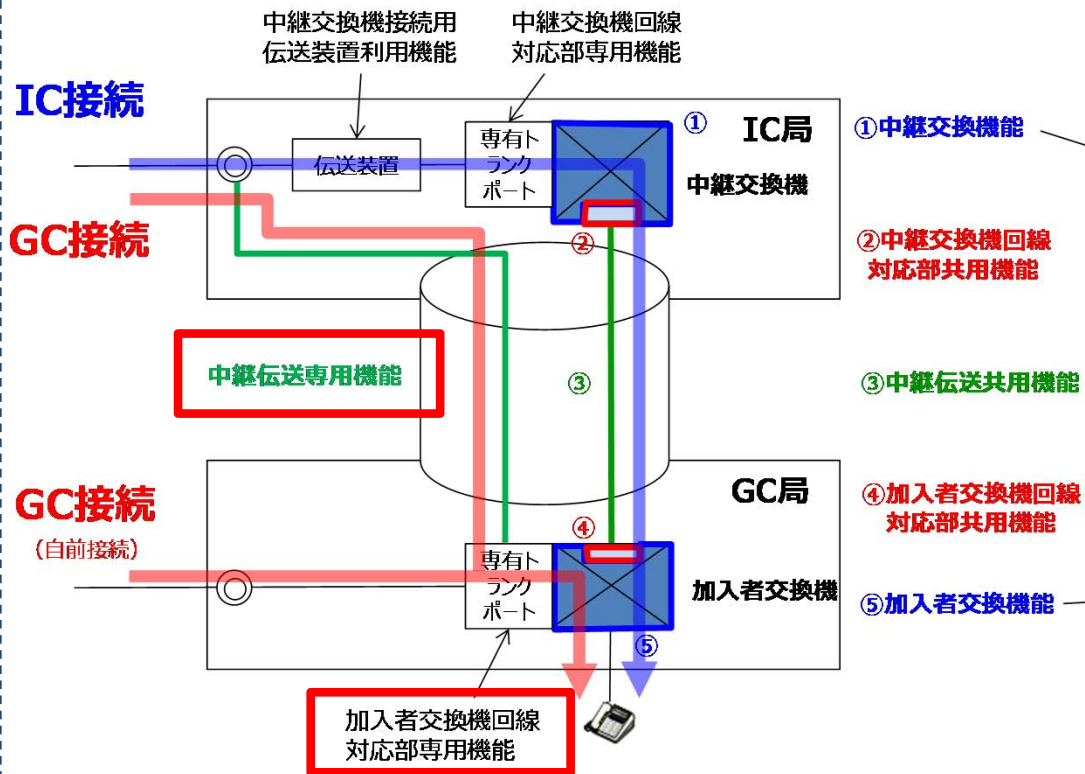 中継交換機接続用
伝送装置利用機能
中継交換機回線
対応部専用機能
IC接続
①
IC局
①中継交換機能
伝送装置
専有ト
ランク
ポート
中継交換機
GC接続
②
②中継交換機回線
対応部共用機能
中継伝送専用機能
③
③中継伝送共用機能
GC接続
(自前接続)
GC局
④
④加入者交換機回線
対応部共用機能
専有ト
ランク
ポート
加入者交換機
⑤加入者交換機能
⑤
加入者交換機回線
対応部専用機能